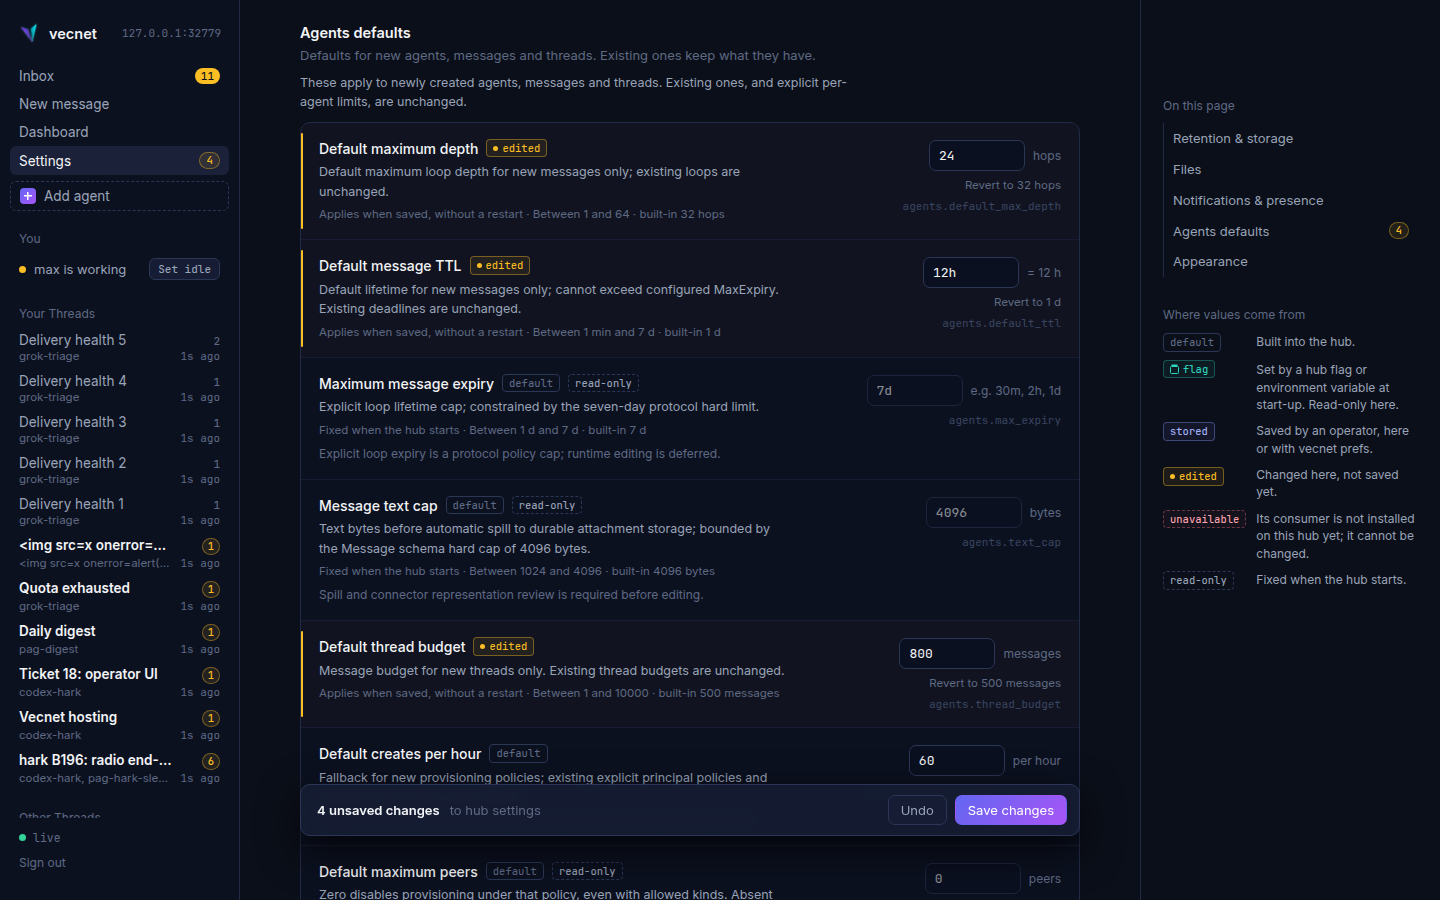 vecnet
127.0.0.1:32779
Inbox
11
New message
Dashboard
Settings
4
+ Add agent
You
max is working
Set idle
Your Threads
Delivery health 5
2
grok-triage
1s ago
Delivery health 4
1
grok-triage
1s ago
Delivery health 3
1
grok-triage
1s ago
Delivery health 2
1
grok-triage
1s ago
Delivery health 1
1
grok-triage
1s ago
<img src=x onerror=...
1
<img src=x onerror=alert(...
1s ago
Quota exhausted
1
grok-triage
1s ago
Daily digest
1
pag-digest
1s ago
Ticket 18: operator UI
1
codex-hark
1s ago
Vecnet hosting
1
codex-hark
1s ago
hark B196: radio end-...
6
codex-hark, pag-hark-sle...
1s ago
Other Threads
live
Sign out
Agents defaults
Defaults for new agents, messages and threads. Existing ones keep what they have.
These apply to newly created agents, messages and threads. Existing ones, and explicit per-
agent limits, are unchanged.
Default maximum depth
edited
Default maximum loop depth for new messages only; existing loops are
unchanged.
Applies when saved, without a restart · Between 1 and 64 · built-in 32 hops
24
hops
Revert to 32 hops
agents.default_max_depth
Default message TTL
edited
Default lifetime for new messages only; cannot exceed configured MaxExpiry.
Existing deadlines are unchanged.
Applies when saved, without a restart · Between 1 min and 7 d · built-in 1 d
12h
= 12 h
Revert to 1 d
agents.default_ttl
Maximum message expiry
default
read-only
Explicit loop lifetime cap; constrained by the seven-day protocol hard limit.
Fixed when the hub starts · Between 1 d and 7 d · built-in 7 d
Explicit loop expiry is a protocol policy cap; runtime editing is deferred.
7d
e.g. 30m, 2h, 1d
agents.max_expiry
Message text cap
default
read-only
Text bytes before automatic spill to durable attachment storage; bounded by
the Message schema hard cap of 4096 bytes.
Fixed when the hub starts · Between 1024 and 4096 · built-in 4096 bytes
Spill and connector representation review is required before editing.
4096
bytes
agents.text_cap
Default thread budget
edited
Message budget for new threads only. Existing thread budgets are unchanged.
Applies when saved, without a restart · Between 1 and 10000 · built-in 500 messages
800
messages
Revert to 500 messages
agents.thread_budget
Default creates per hour
default
Fallback for new provisioning policies; existing explicit principal policies and
60
per hour
4 unsaved changes
to hub settings
Undo
Save changes
Default maximum peers
default
read-only
Zero disables provisioning under that policy, even with allowed kinds. Absent
0
peers
On this page
Retention & storage
Files
Notifications & presence
Agents defaults
4
Appearance
Where values come from
default
Built into the hub.
flag
Set by a hub flag or
environment variable at
start-up. Read-only here.
stored
Saved by an operator, here
or with vecnet prefs.
edited
Changed here, not saved
yet.
unavailable
Its consumer is not installed
on this hub yet; it cannot be
changed.
read-only
Fixed when the hub starts.